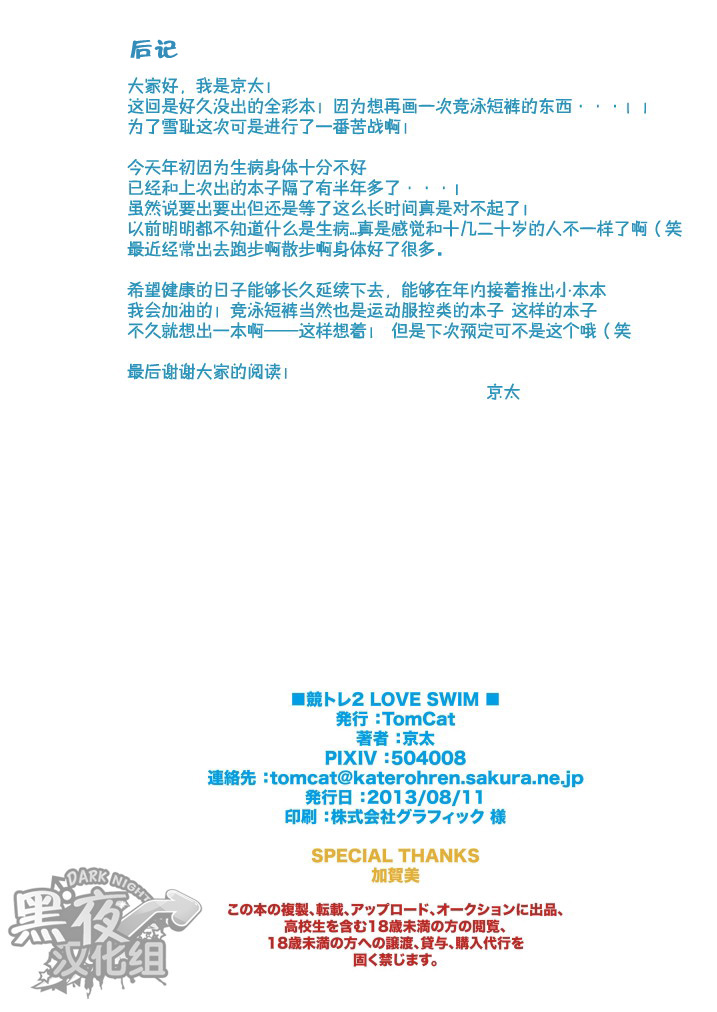 后记
大家好，我是京太！
这回是好久没出的全彩本！因为想再画一次竞泳短裤的东西···！！
为了雪耻这次可是进行了一番苦战啊！
今天年初因为生病身体十分不好
已经和上次出的本子隔了有半年多了···！
虽然说要出要出但还是等了这么长时间真是对不起了！
以前明明都不知道什么是生病…真是感觉和十几二十岁的人不一样了啊（笑
最近经常出去跑步啊散步啊身体好了很多。
希望健康的日子能够长久延续下去，能够在年内接着推出小本本
我会加油的！竞泳短裤当然也是运动服控类的本子 这样的本子
不久就想出一本啊——这样想着！ 但是下次预定可不是这个哦（笑
最后谢谢大家的阅读！
京太
■競トレ2 LOVE SWIM ■
発行：TomCat
著者：京太
PIXIV：504008
連絡先：tomcat@katerohren.sakura.ne.jp
発行日：2013/08/11
印刷：株式会社グラフィック 様
SPECIAL THANKS
加賀美
この本の複製、転載、アップロード、オークションに出品、
高校生を含む18歳未満の方の閲覧、
18歳未満の方への譲渡、貸与、購入代行を
固く禁じます。
DARK NIGHT
黑夜
汉化组